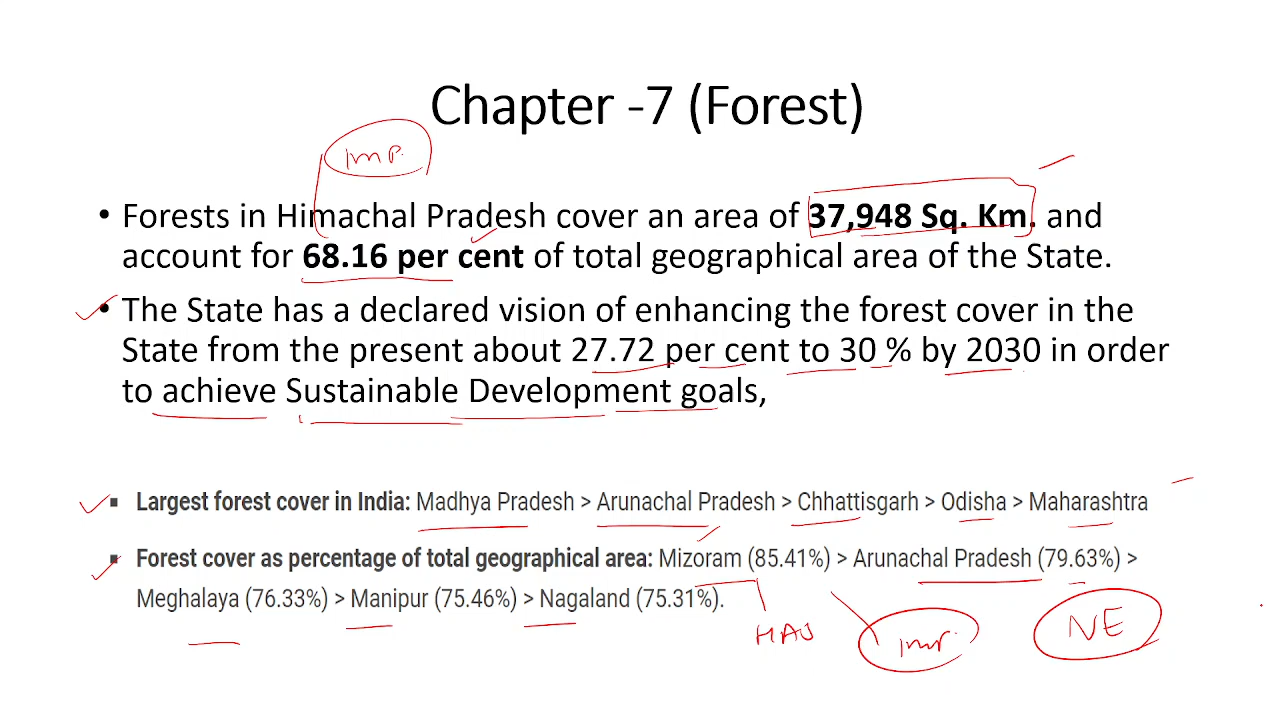 Chapter -7 (Forest)
imp.
• Forests in Himachal Pradesh cover an area of 37,948 Sq. Km. and
account for 68.16 per cent of total geographical area of the State.
• The State has a declared vision of enhancing the forest cover in the
State from the present about 27.72 per cent to 30 % by 2030 in order
to achieve Sustainable Development goals,
▪ Largest forest cover in India: Madhya Pradesh > Arunachal Pradesh > Chhattisgarh > Odisha > Maharashtra
▪ Forest cover as percentage of total geographical area: Mizoram (85.41%) > Arunachal Pradesh (79.63%) >
Meghalaya (76.33%) > Manipur (75.46%) > Nagaland (75.31%).
imp.
NE